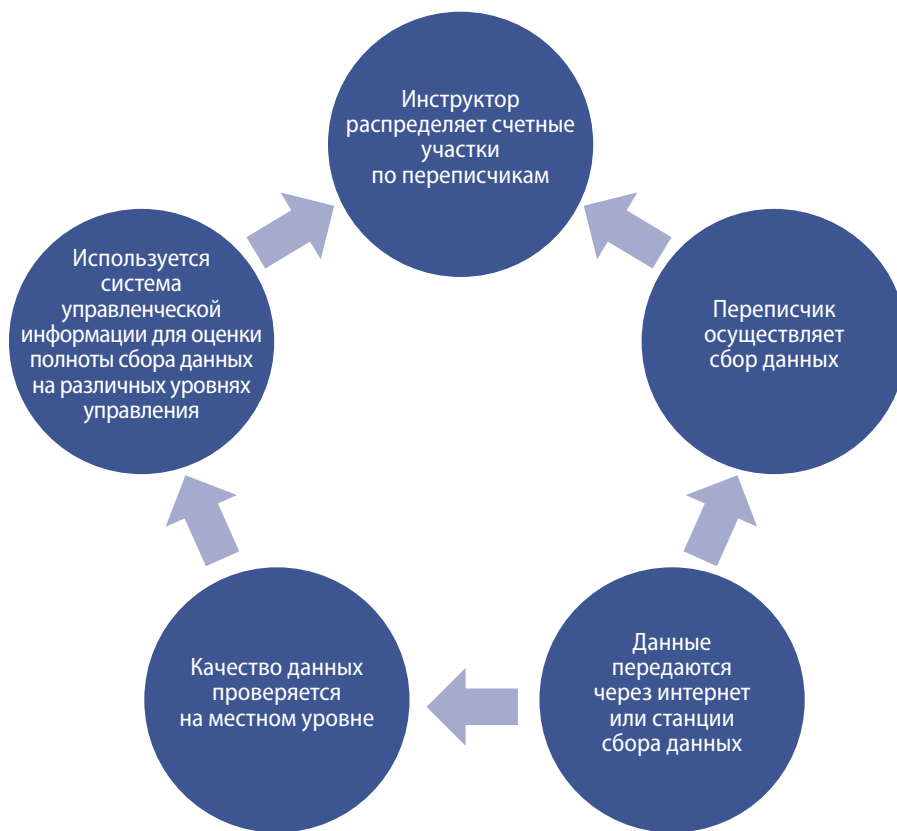 Инструктор
распределяет счетные
участки
по переписчикам
Используется
система
управленческой
информации для оценки
полноты сбора данных
на различных уровнях
управления
Переписчик
осуществляет
сбор данных
Качество данных
проверяется
на местном уровне
Данные
передаются
через интернет
или станции
сбора данных